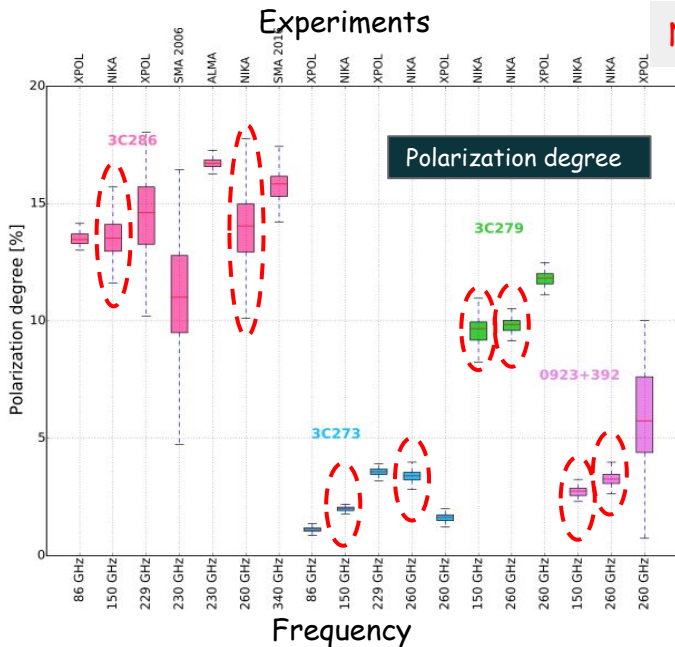 Experiments
XPOL
NIKA
XPOL
SMA 2006
ALMA
NIKA
XPOL
NIKA
XPOL
NIKA
XPOL
NIKA
NIKA
XPOL
NIKA
NIKA
XPOL
20
15
10
5
0
Polarization degree [%]
3C286
Polarization degree
3C279
0923+392
3C273
86 GHz
150 GHz
229 GHz
230 GHz
230 GHz
260 GHz
340 GHz
86 GHz
150 GHz
229 GHz
260 GHz
260 GHz
150 GHz
260 GHz
260 GHz
150 GHz
260 GHz
260 GHz
Frequency